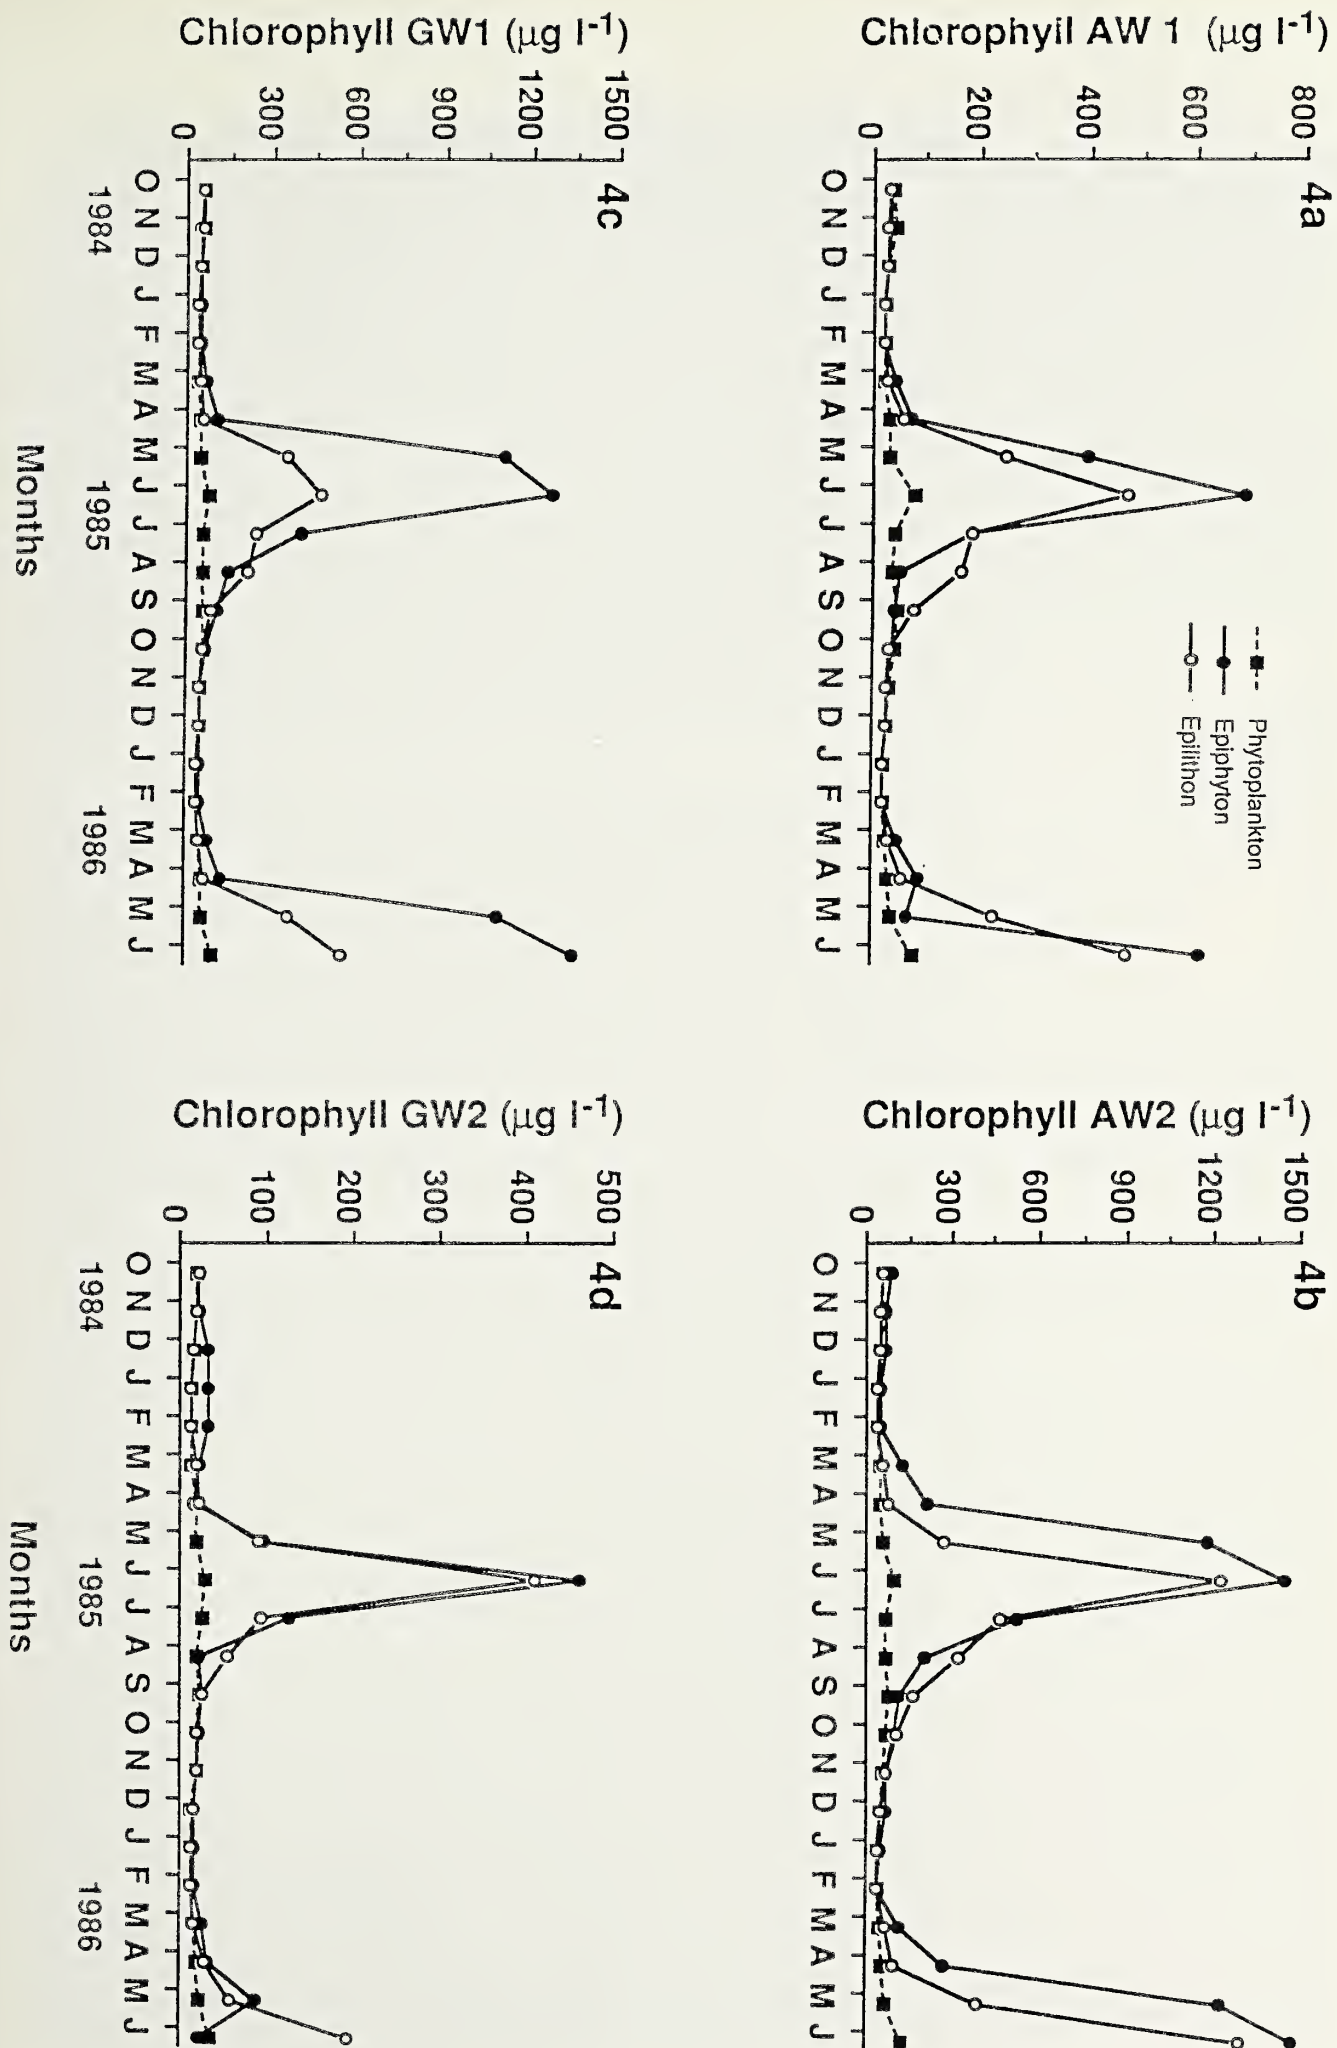 4a
Chlorophyll AW 1 (µg l-1)
800
600
400
200
0
--■-- Phytoplankton
—●— Epiphyton
—○— Epilithon
O N D J F M A M J J A S O N D J F M A M J
4b
Chlorophyll AW2 (µg l-1)
1500
1200
900
600
300
0
O N D J F M A M J J A S O N D J F M A M J
4c
Chlorophyll GW1 (µg l-1)
1500
1200
900
600
300
0
O N D J F M A M J J A S O N D J F M A M J
1984 1985 1986
Months
4d
Chlorophyll GW2 (µg l-1)
500
400
300
200
100
0
O N D J F M A M J J A S O N D J F M A M J
1984 1985 1986
Months